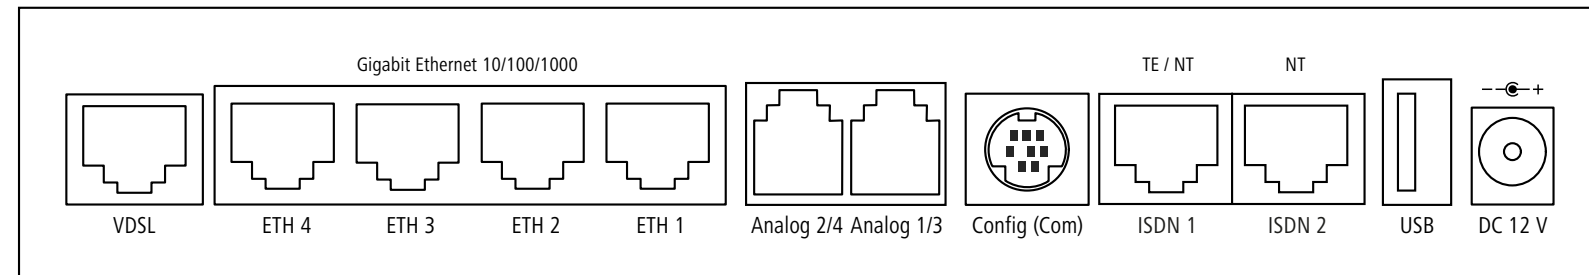 Gigabit Ethernet 10/100/1000
TE / NT
NT
VDSL
ETH 4
ETH 3
ETH 2
ETH 1
Analog 2/4
Analog 1/3
Config (Com)
ISDN 1
ISDN 2
USB
DC 12 V